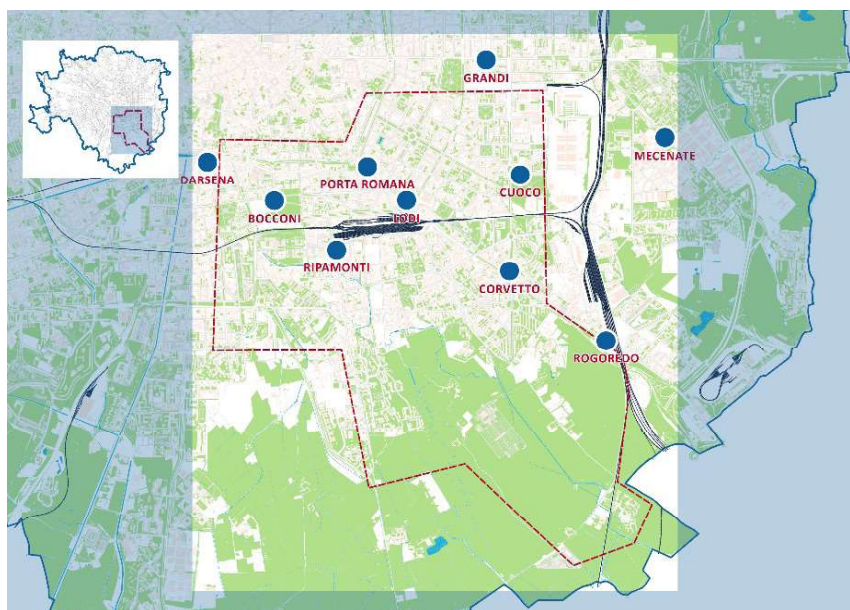 GRANDI
MECENATE
DARSENA
PORTA ROMANA
CUOCO
BOCCONI
LODI
RIPAMONTI
CORVETTO
ROGOREDO